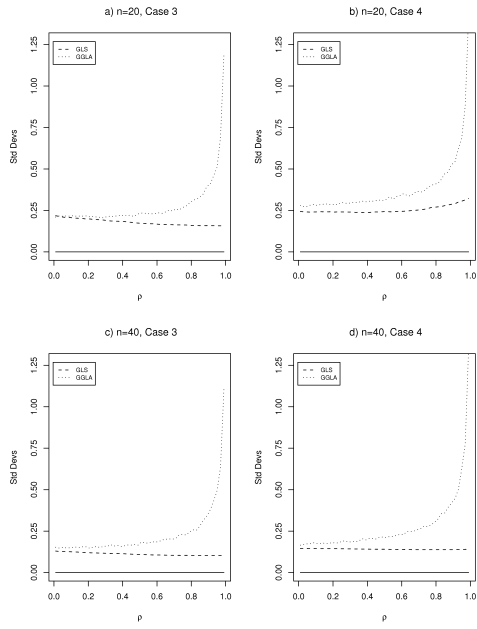 a) n=20, Case 3
b) n=20, Case 4
1.25
1.00
0.75
0.50
0.25
0.00
Std Devs
GLS
GGLA
0.0 0.2 0.4 0.6 0.8 1.0
ρ
1.25
1.00
0.75
0.50
0.25
0.00
Std Devs
GLS
GGLA
0.0 0.2 0.4 0.6 0.8 1.0
ρ
c) n=40, Case 3
d) n=40, Case 4
1.25
1.00
0.75
0.50
0.25
0.00
Std Devs
GLS
GGLA
0.0 0.2 0.4 0.6 0.8 1.0
ρ
1.25
1.00
0.75
0.50
0.25
0.00
Std Devs
GLS
GGLA
0.0 0.2 0.4 0.6 0.8 1.0
ρ